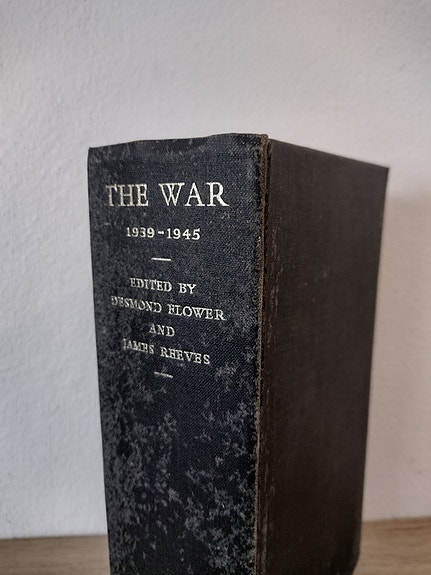 THE WAR
1939-1945
EDITED BY
DESMOND FLOWER
AND
JAMES REEVES